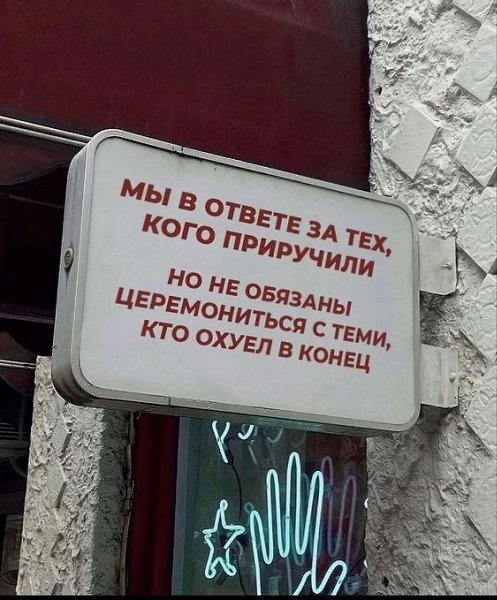 МЫ В ОТВЕТЕ ЗА ТЕХ,
КОГО ПРИРУЧИЛИ
НО НЕ ОБЯЗАНЫ
ЦЕРЕМОНИТЬСЯ С ТЕМИ,
КТО ОХУЕЛ В КОНЕЦ